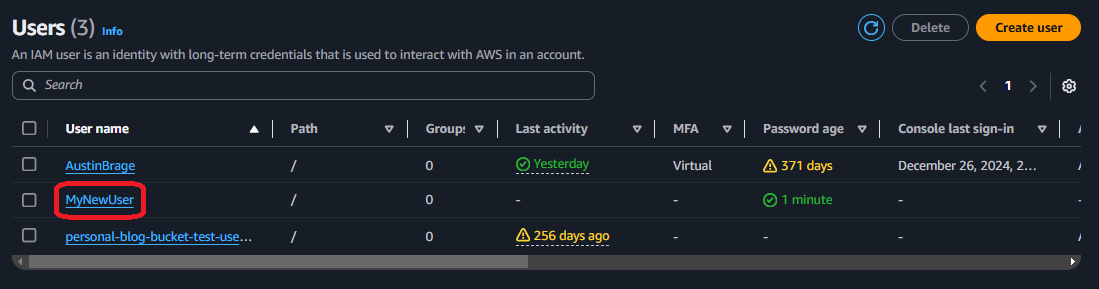 Users (3) Info
Delete
Create user
An IAM user is an identity with long-term credentials that is used to interact with AWS in an account.
Search
1
User name Path Groups Last activity MFA Password age Console last sign-in A
AustinBrage / 0 Yesterday Virtual 371 days December 26, 2024, 2... A
MyNewUser / 0 - - 1 minute - -
personal-blog-bucket-test-use... / 0 256 days ago - - - A